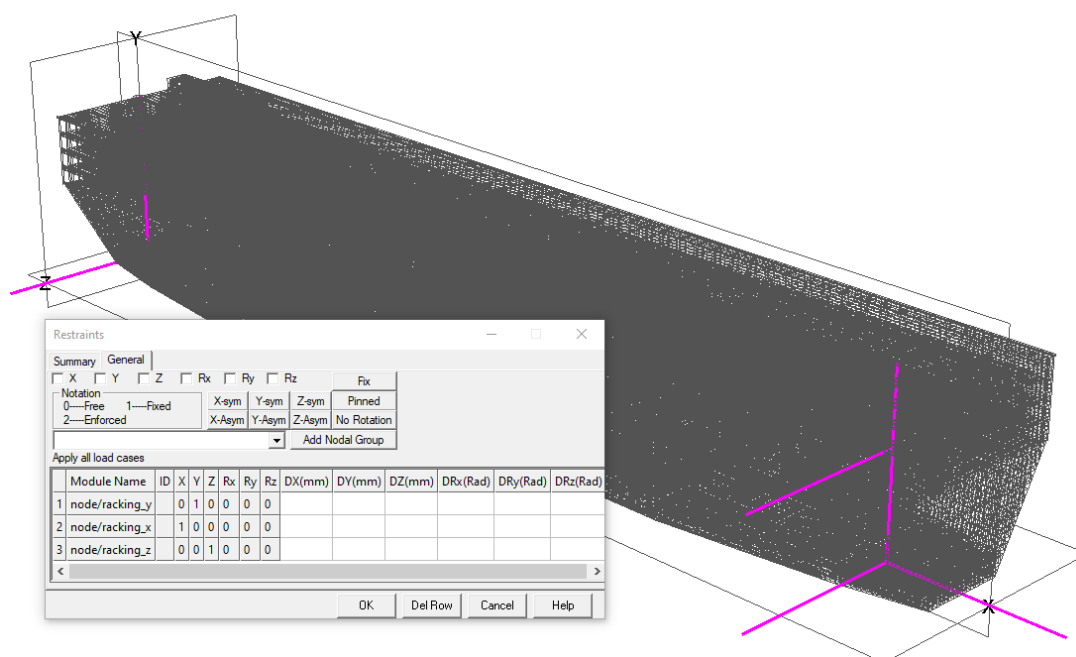 Y
Z
X
Restraints
Summary General
X Y Z Rx Ry Rz Fix
Notation
0-----Free 1-----Fixed
2-----Enforced
X-sym Y-sym Z-sym Pinned
X-Asym Y-Asym Z-Asym No Rotation
Add Nodal Group
Apply all load cases
Module Name ID X Y Z Rx Ry Rz DX(mm) DY(mm) DZ(mm) DRx(Rad) DRy(Rad) DRz(Rad)
1 node/racking_y 0 1 0 0 0 0
2 node/racking_x 1 0 0 0 0 0
3 node/racking_z 0 0 1 0 0 0
OK Del Row Cancel Help